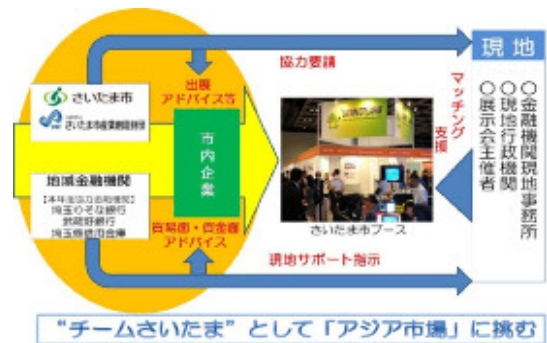 さいたま市
さいたま市産業創造財団
地域金融機関
【本年度協力金融機関】
埼玉りそな銀行
武蔵野銀行
埼玉縣信用金庫
出展
アドバイス等
市内企業
貿易面・資金面
アドバイス
協力要請
さいたま市ブース
現地サポート指示
マッチング
支援
現地
○金融機関現地事務所
○現地行政機関
○展示会主催者
“チームさいたま”として「アジア市場」に挑む